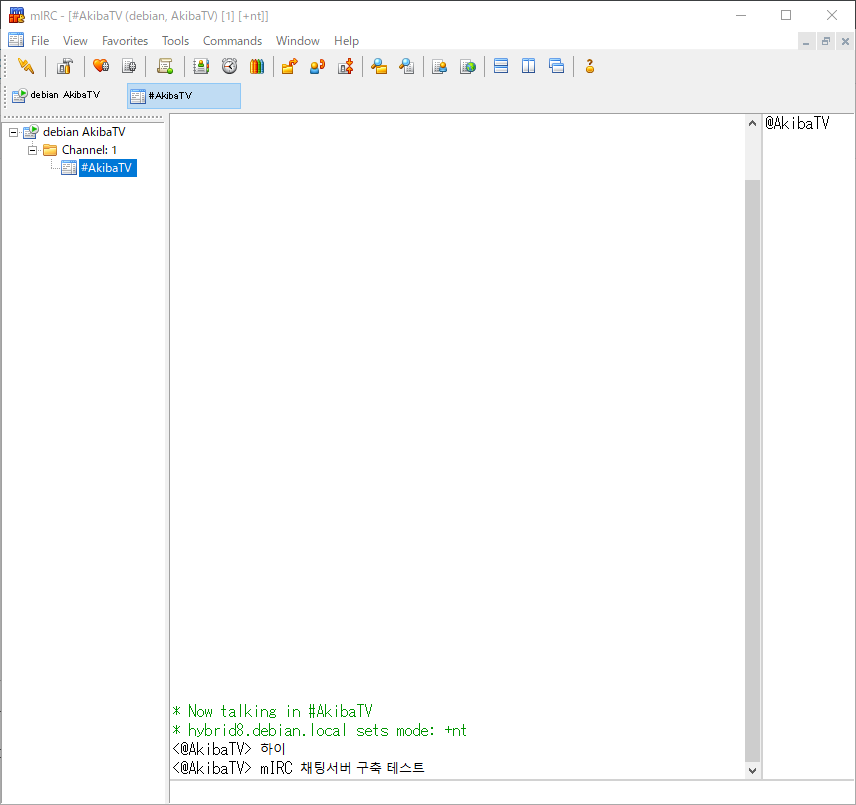 mIRC - [#AkibaTV (debian, AkibaTV) [1] [+nt]]
File View Favorites Tools Commands Window Help
debian AkibaTV #AkibaTV
debian AkibaTV
Channel: 1
#AkibaTV
@AkibaTV
* Now talking in #AkibaTV
* hybrid8.debian.local sets mode: +nt
<@AkibaTV> 하이
<@AkibaTV> mIRC 채팅서버 구축 테스트